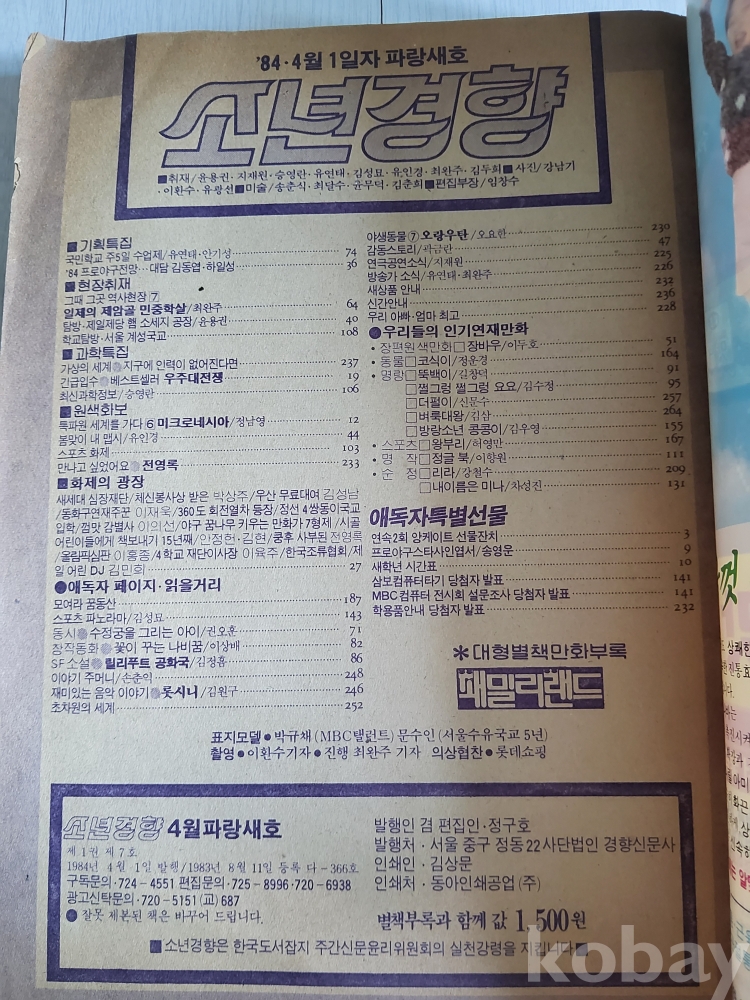 '84·4월 1일자 파랑새호
소년경향
■취재/윤용권·지재원·승영란·유연태·김성묘·유인경·최완주·김두희■사진/강남기
·이환수·유광선■미술/송춘식·최달수·균무덕·김춘희■편집부장/임창수
■기획특집
국민학교 주5일 수업제/유연태·안기성 74
'84 프로야구전망…대담 김동엽·하일성 36
■현장취재
그때 그곳 역사현장 7
일제의 제암골 민중학살/최완주 64
탐방·제일제당 햄 소세지 공장/윤용권 40
학교탐방·서울 계성국교 108
■과학특집
가상의 세계●지구에 인력이 없어진다면 237
긴급입수●베스트셀러 우주대전쟁 19
최신과학정보/승영란 106
■원색화보
특파원 세계를 가다 6 미크로네시아/정남영 12
봄맞이 내 맵시/유인경 44
스포츠 화제 103
만나고 싶었어요●전영록 233
■화제의 광장
새세대 심장재단/체신봉사상 받은 박상주/우산 무료대여 김성남
/동화구연재주꾼 이재욱/360도 회전열차 등장/정선 4쌍동이국교
입학/껌맛 감별사 이의선/야구 꿈나무 키우는 만화가 7형제/시골
어린이들에게 책보내기 15년째/안정헌·김현/쿵후 사부된 전영록
/올림픽심판 이홍종/4학교 재단이사장 이육주/한국조류협회/제
일 어린 DJ 김민희 27
●애독자 페이지·읽을거리
모여라 꿈동산 187
스포츠 파노라마/김성묘 143
동시●수정궁을 그리는 아이/권오훈 71
창작동화●꽃이 꾸는 나비꿈/이상배 82
SF소설●릴리푸트 공화국/김정흠 86
이야기 주머니/손춘익 248
재미있는 음악 이야기●롯시니/김원구 246
초차원의 세계 252
야생동물 7 오랑우탄/오요한 230
감동스토리/곽금란 47
연극공연소식/지재원 225
방송가 소식/유연태·최완주 226
새상품 안내 232
신간안내 236
우리 아빠·엄마 최고 228
●우리들의 인기연재만화
·장편원색만화□장바우/이두호 51
·동물□코식이/정운경 164
·명랑□뚝백이/김창덕 91
□쩔그렁 쩔그렁 요요/김수정 95
□더펄이/신문수 257
□벼룩대왕/김삼 264
□방랑소년 콩콩이/김우영 155
·스포츠□왕부리/허영만 167
·명작□정글 북/이향원 111
·순정□리라/강철수 209
□내이름은 미나/차성진 131
애독자특별선물
연속2회 앙케이트 선물잔치 3
프로야구스타사인엽서/송영운 9
새학년 시간표 10
삼보컴퓨터타기 당첨자 발표 141
MBC컴퓨터 전시회 설문조사 당첨자 발표 141
학용품안내 당첨자 발표 232
*대형별책만화부록
패밀리랜드
표지모델●박규채(MBC탤런트) 문수인(서울수유국교 5년)
촬영●이환수기자●진행 최완주 기자 의상협찬●롯데쇼핑
소년경향 4월파랑새호
제 1권 제 7호
1984년 4월 1일 발행/1983년 8월 11일 등록 다-366호
구독문의·724-4551 편집문의·725-8996·720-6938
광고신탁문의·720-5151 (교) 687
●잘못 제본된 책은 바꾸어 드립니다.
발행인 겸 편집인·정구호
발행처·서울 중구 정동 22 사단법인 경향신문사
인쇄인·김상문
인쇄처·동아인쇄공업(주)
별책부록과 함께 값 1,500원
■소년경향은 한국도서잡지 주간신문윤리위원회의 실천강령을 지킵니다■
kobay